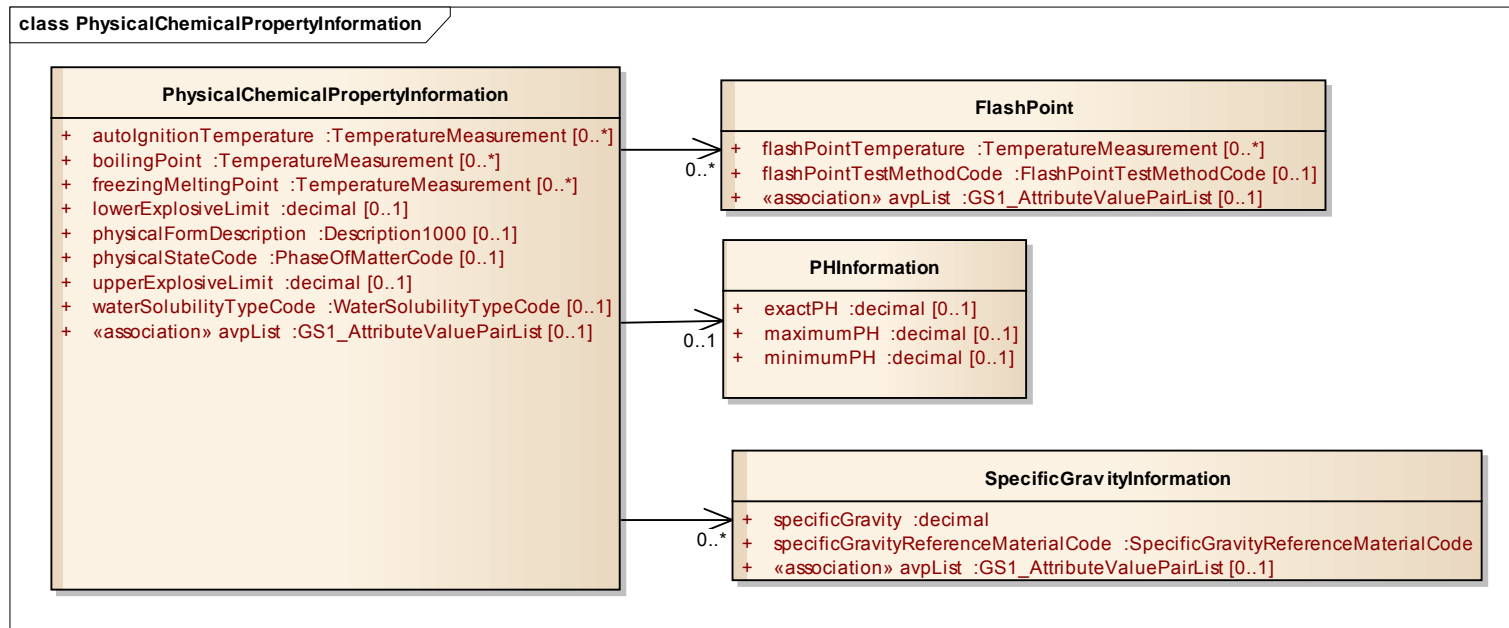 class PhysicalChemicalPropertyInformation
PhysicalChemicalPropertyInformation
+ autoIgnitionTemperature :TemperatureMeasurement [0..*]
+ boilingPoint :TemperatureMeasurement [0..*]
+ freezingMeltingPoint :TemperatureMeasurement [0..*]
+ lowerExplosiveLimit :decimal [0..1]
+ physicalFormDescription :Description1000 [0..1]
+ physicalStateCode :PhaseOfMatterCode [0..1]
+ upperExplosiveLimit :decimal [0..1]
+ waterSolubilityTypeCode :WaterSolubilityTypeCode [0..1]
+ «association» avpList :GS1_AttributeValuePairList [0..1]
0..*
FlashPoint
+ flashPointTemperature :TemperatureMeasurement [0..*]
+ flashPointTestMethodCode :FlashPointTestMethodCode [0..1]
+ «association» avpList :GS1_AttributeValuePairList [0..1]
0..1
PHInformation
+ exactPH :decimal [0..1]
+ maximumPH :decimal [0..1]
+ minimumPH :decimal [0..1]
0..*
SpecificGravityInformation
+ specificGravity :decimal
+ specificGravityReferenceMaterialCode :SpecificGravityReferenceMaterialCode
+ «association» avpList :GS1_AttributeValuePairList [0..1]